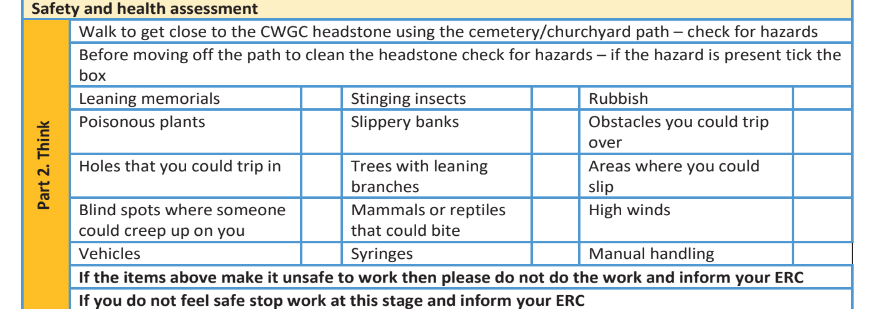 Safety and health assessment
Part 2. Think
Walk to get close to the CWGC headstone using the cemetery/churchyard path – check for hazards
Before moving off the path to clean the headstone check for hazards – if the hazard is present tick the
box
Leaning memorials
Stinging insects
Rubbish
Poisonous plants
Slippery banks
Obstacles you could trip
over
Holes that you could trip in
Trees with leaning
branches
Areas where you could
slip
Blind spots where someone
could creep up on you
Mammals or reptiles
that could bite
High winds
Vehicles
Syringes
Manual handling
If the items above make it unsafe to work then please do not do the work and inform your ERC
If you do not feel safe stop work at this stage and inform your ERC